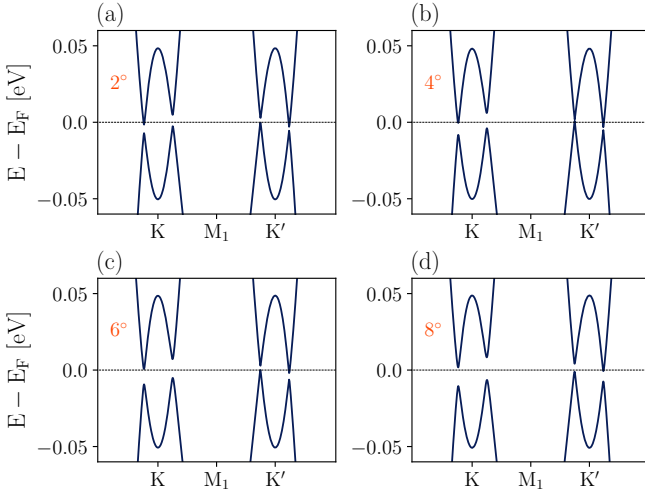 (a)
(b)
E − E_F [eV]
0.05
0.0
−0.05
2°
K
M₁
K′
0.05
0.0
−0.05
4°
K
M₁
K′
(c)
(d)
E − E_F [eV]
0.05
0.0
−0.05
6°
K
M₁
K′
0.05
0.0
−0.05
8°
K
M₁
K′